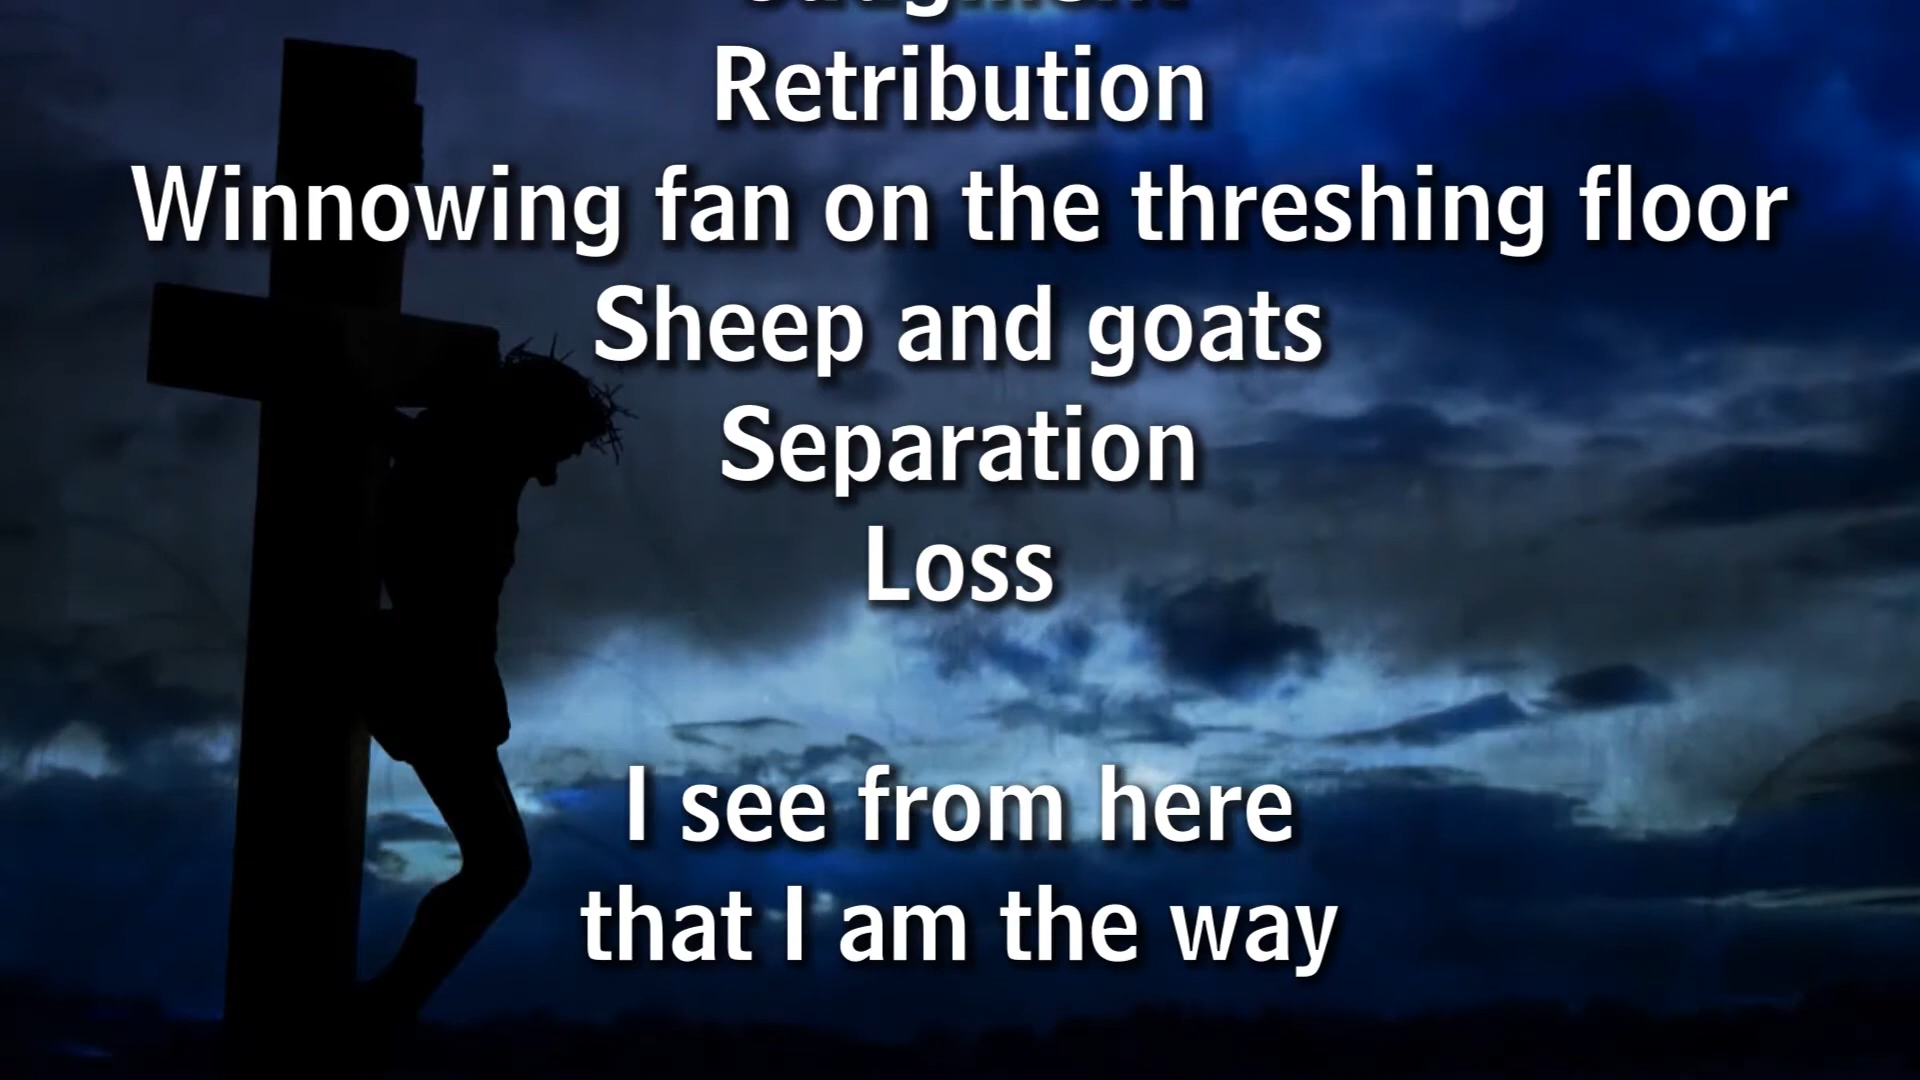 Retribution
Winnowing fan on the threshing floor
Sheep and goats
Separation
Loss
I see from here
that I am the way